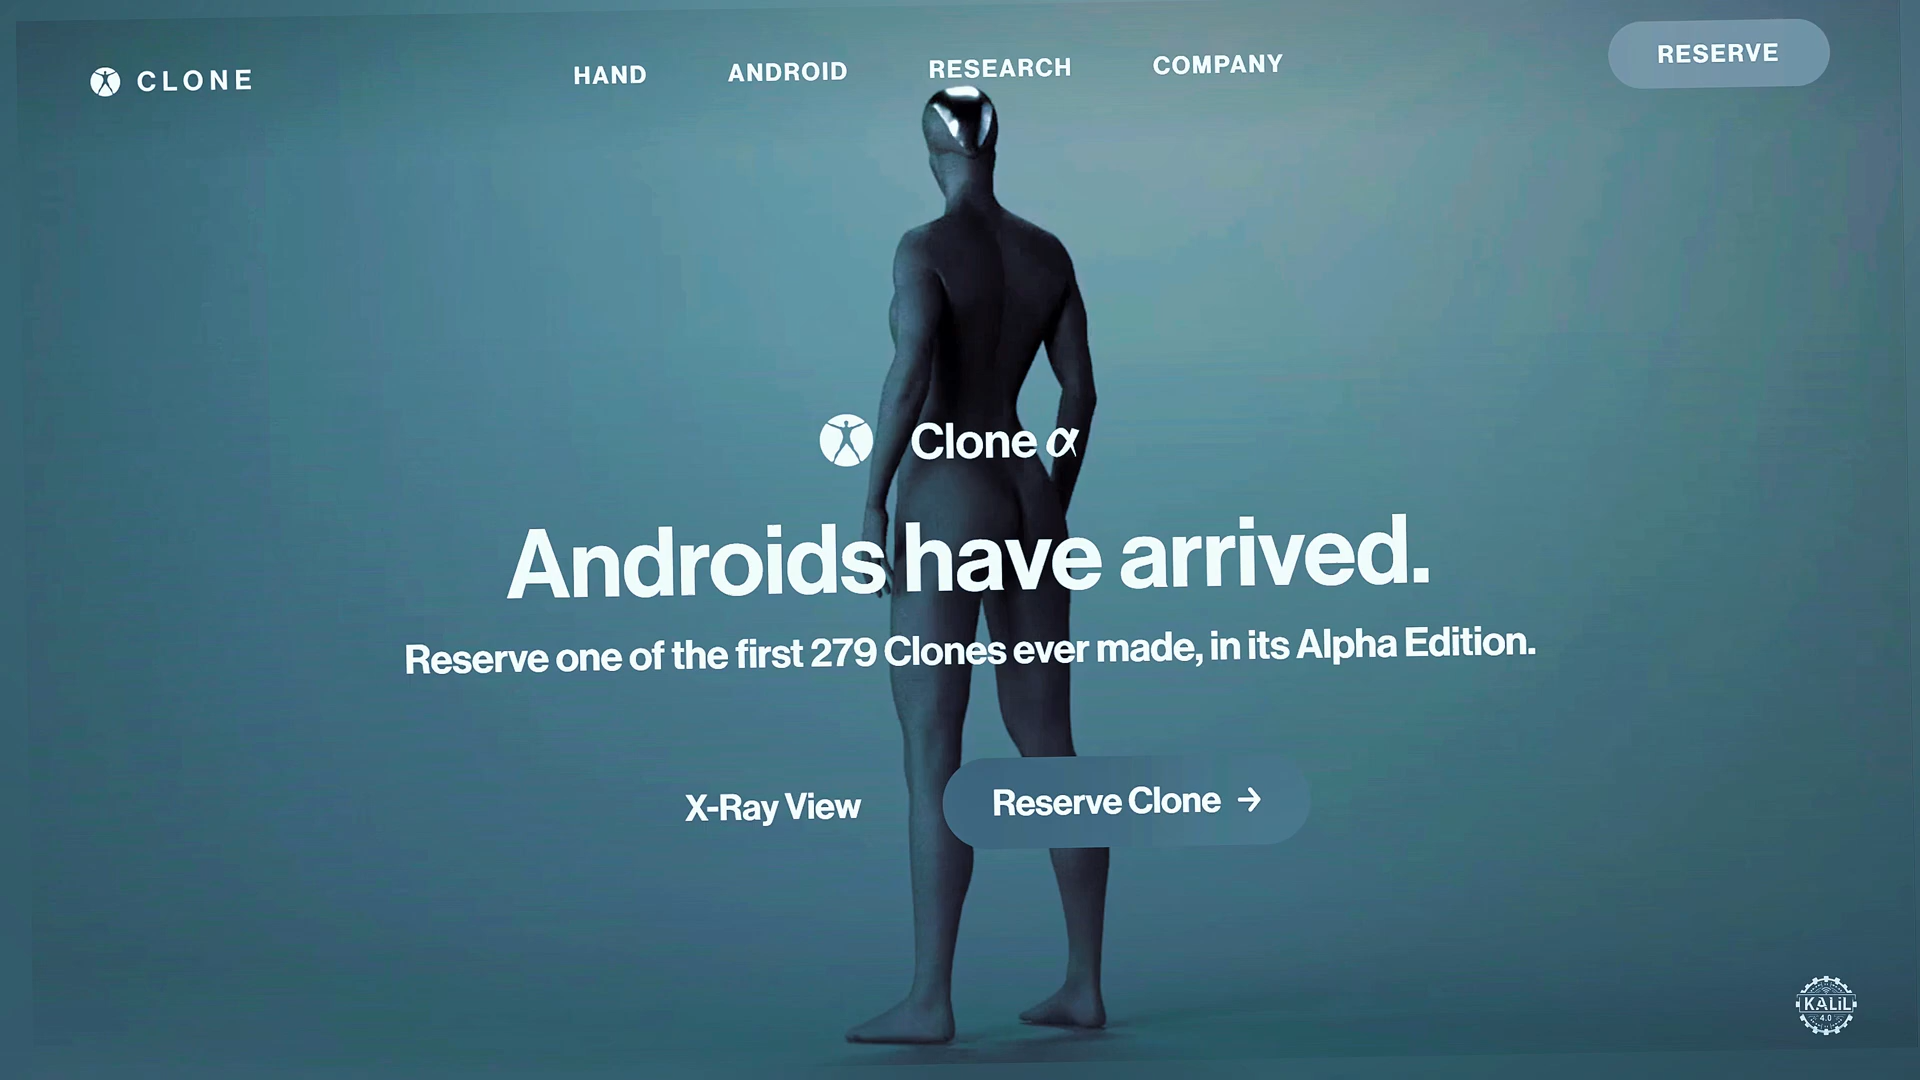 CLONE
HAND ANDROID RESEARCH COMPANY
RESERVE
Clone α
Androids have arrived.
Reserve one of the first 279 Clones ever made, in its Alpha Edition.
X-Ray View
Reserve Clone →
KALiL
4.0